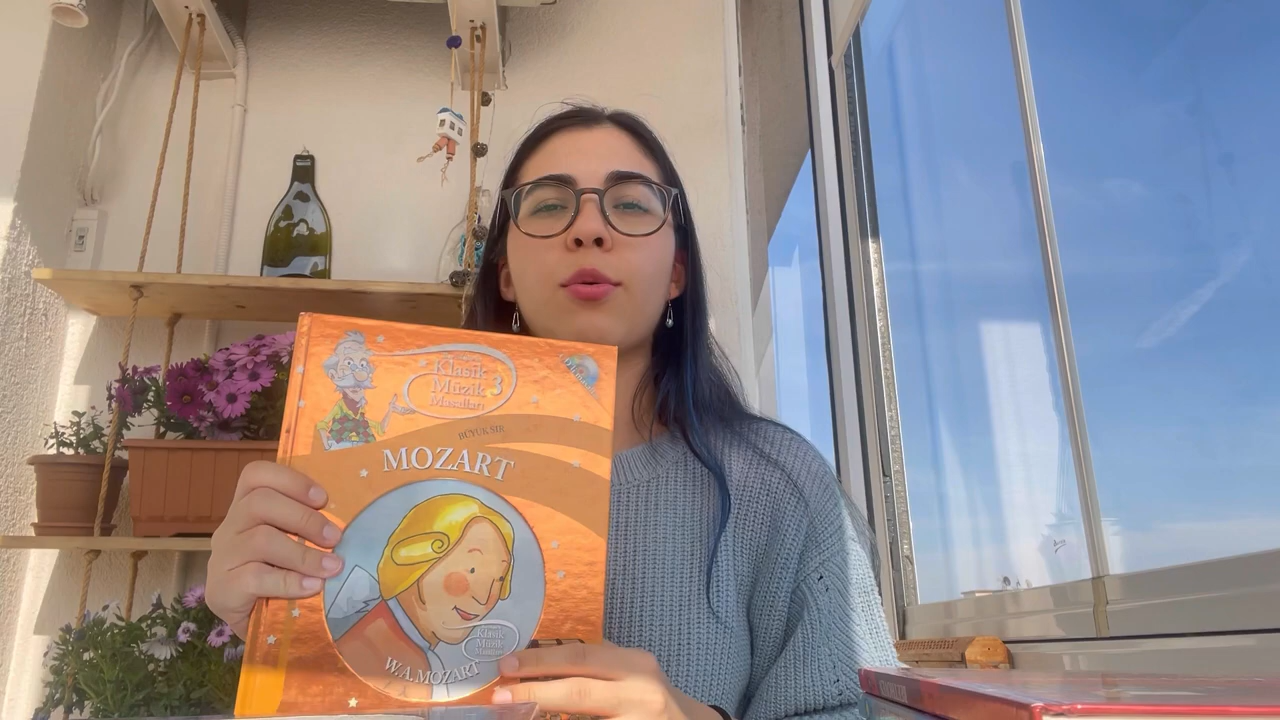 Klasik
Müzik 3
Masalları
BÜYÜK SIR
MOZART
Klasik
Müzik
Masalları
W.A. MOZART